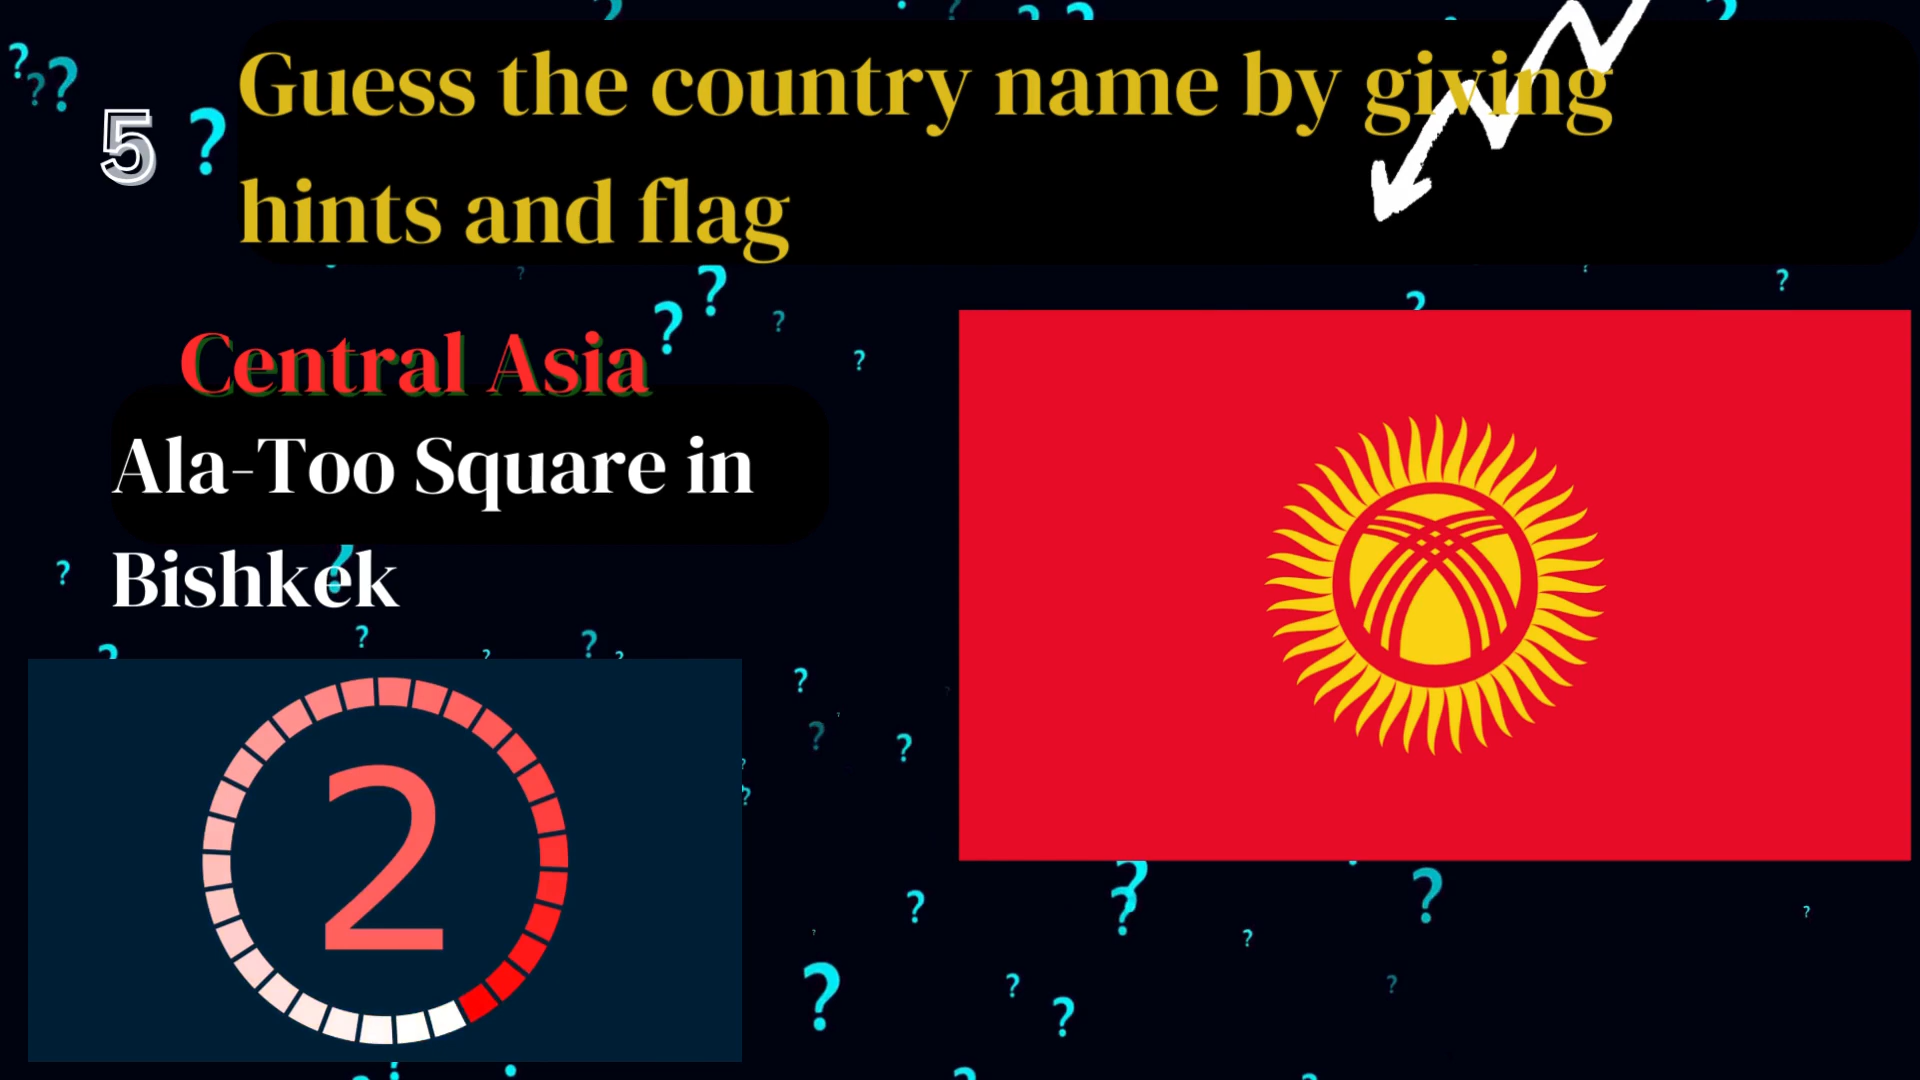 Guess the country name by giving
5
hints and flag
Central Asia
Ala-Too Square in
Bishkek
2